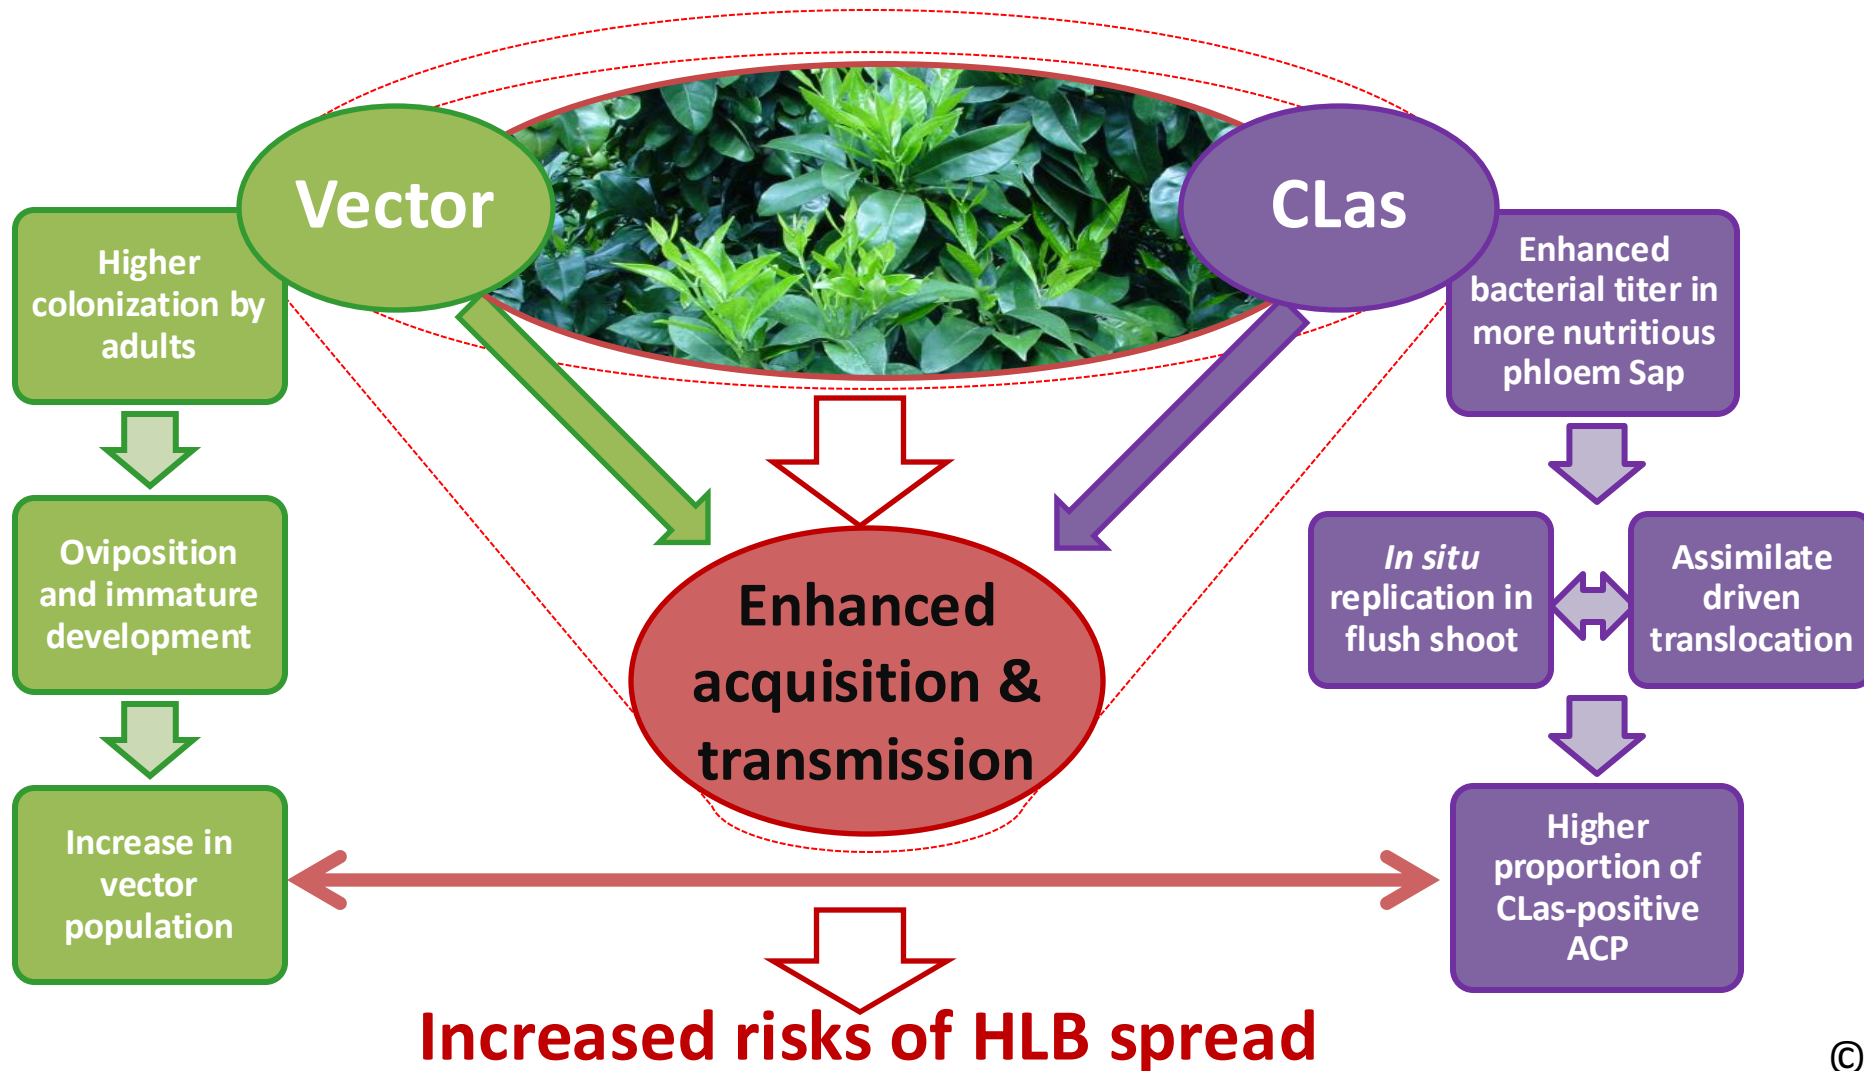 Vector
CLas
Higher
colonization by
adults
Oviposition
and immature
development
Increase in
vector
population
Enhanced
acquisition &
transmission
Enhanced
bacterial titer in
more nutritious
phloem Sap
In situ
replication in
flush shoot
Assimilate
driven
translocation
Higher
proportion of
CLas-positive
ACP
Increased risks of HLB spread
©